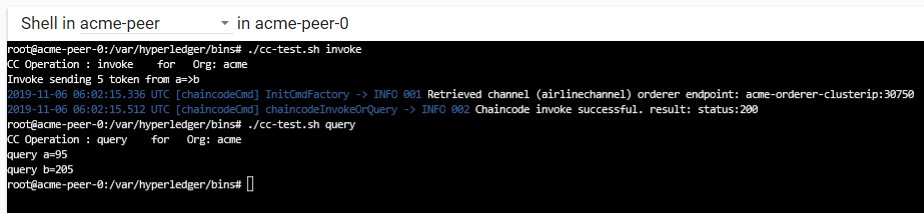 Shell in acme-peer in acme-peer-0
root@acme-peer-0:/var/hyperledger/bins# ./cc-test.sh invoke
CC Operation : invoke    for   Org: acme
Invoke sending 5 token from a=>b
2019-11-06 06:02:15.336 UTC [chaincodeCmd] InitCmdFactory -> INFO 001 Retrieved channel (airlinechannel) orderer endpoint: acme-orderer-clusterip:30750
2019-11-06 06:02:15.512 UTC [chaincodeCmd] chaincodeInvokeOrQuery -> INFO 002 Chaincode invoke successful. result: status:200
root@acme-peer-0:/var/hyperledger/bins# ./cc-test.sh query
CC Operation : query    for   Org: acme
query a=95
query b=205
root@acme-peer-0:/var/hyperledger/bins#